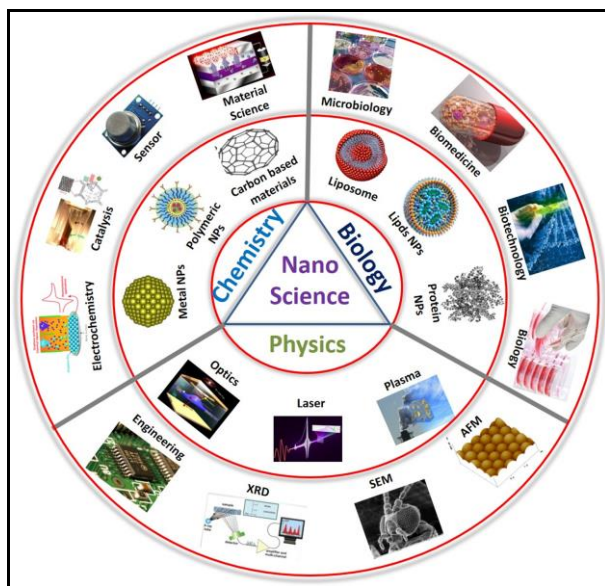 Material
Science
Sensor
Catalysis
Electrochemistry
Microbiology
Biomedicine
Biotechnology
Biology
Carbon based
materials
Polymeric
NPs
Metal NPs
Liposome
Lipds NPs
Protein
NPs
Chemistry
Biology
Nano
Science
Physics
Optics
Laser
Plasma
Engineering
XRD
SEM
AFM